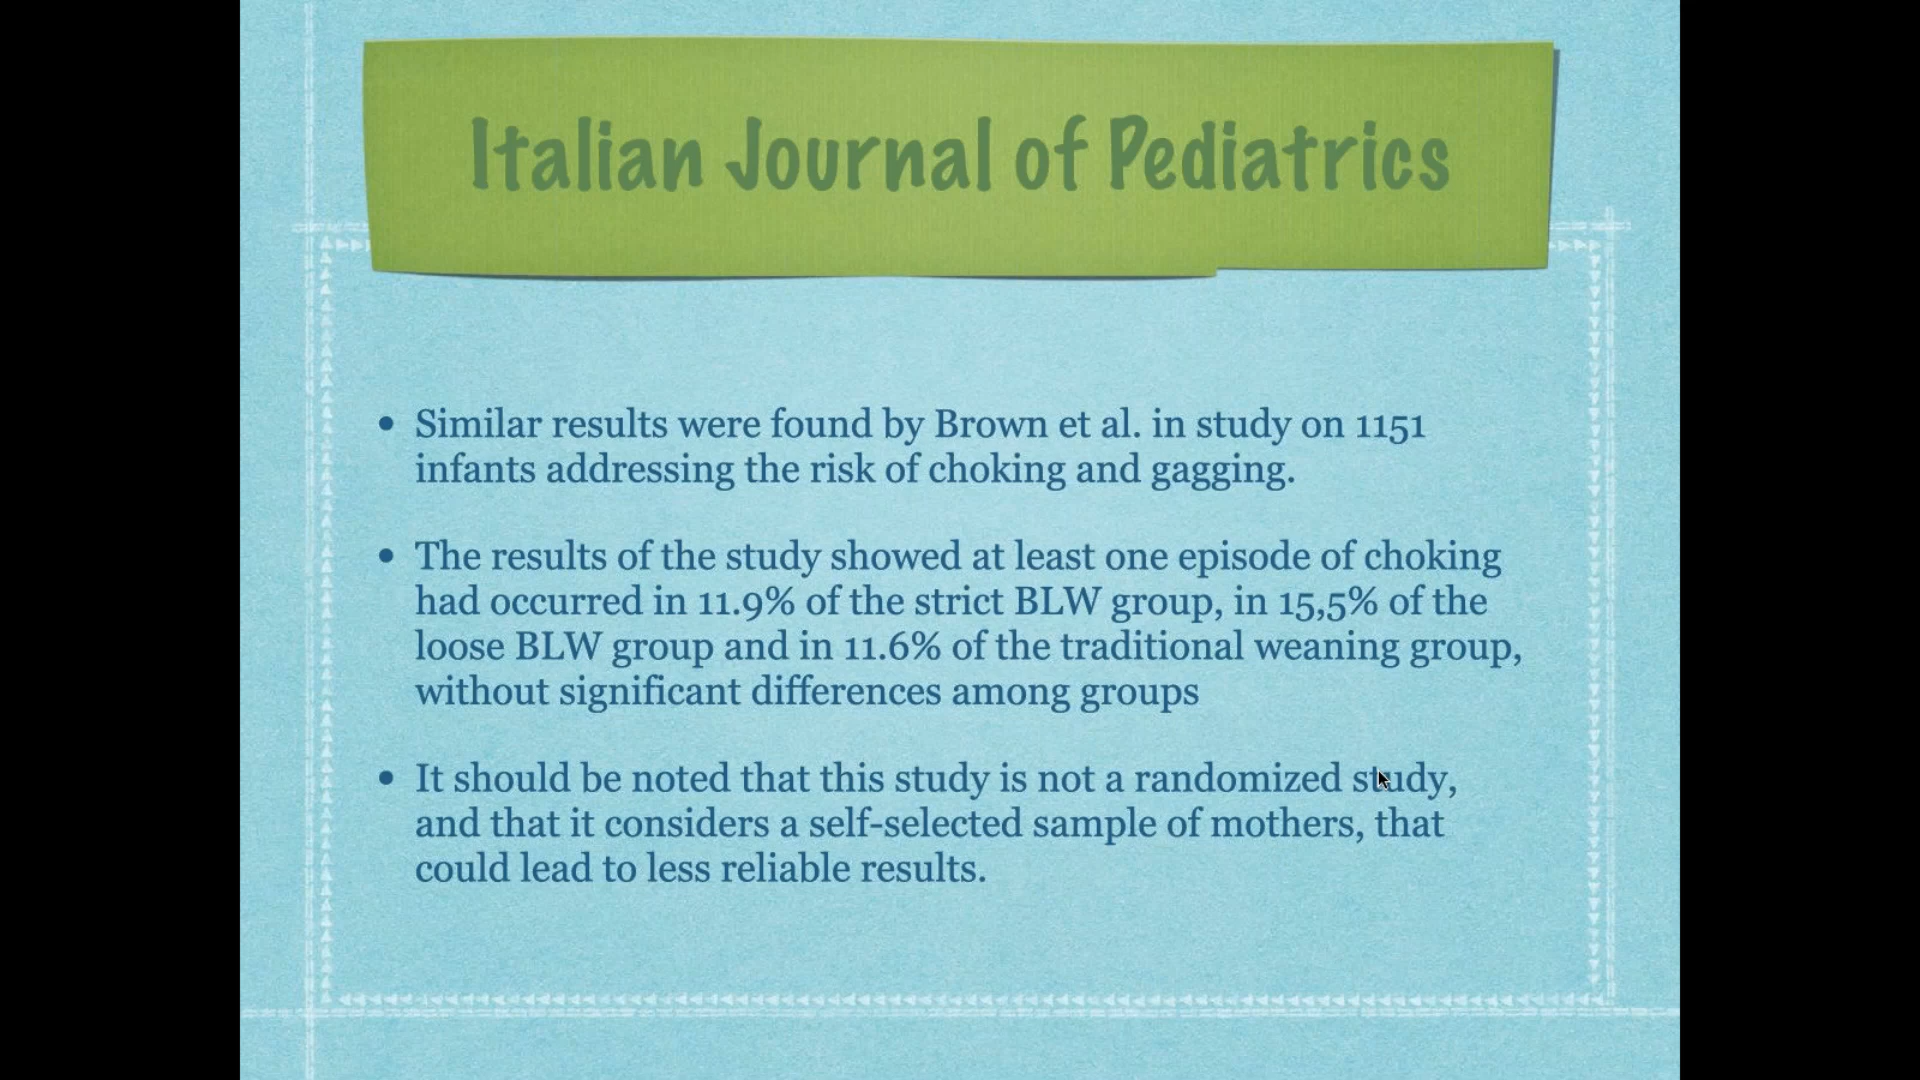 Italian Journal of Pediatrics
• Similar results were found by Brown et al. in study on 1151
infants addressing the risk of choking and gagging.
• The results of the study showed at least one episode of choking
had occurred in 11.9% of the strict BLW group, in 15,5% of the
loose BLW group and in 11.6% of the traditional weaning group,
without significant differences among groups
• It should be noted that this study is not a randomized study,
and that it considers a self-selected sample of mothers, that
could lead to less reliable results.